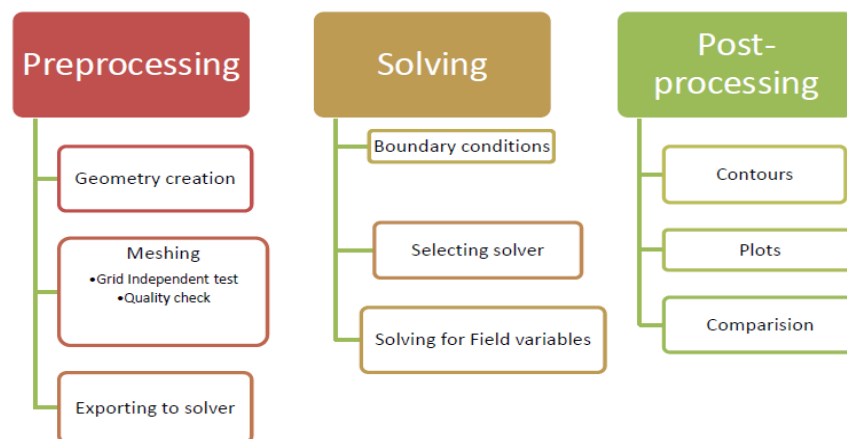 Preprocessing
Geometry creation
Meshing
•Grid Independent test
•Quality check
Exporting to solver
Solving
Boundary conditions
Selecting solver
Solving for Field variables
Post-
processing
Contours
Plots
Comparision